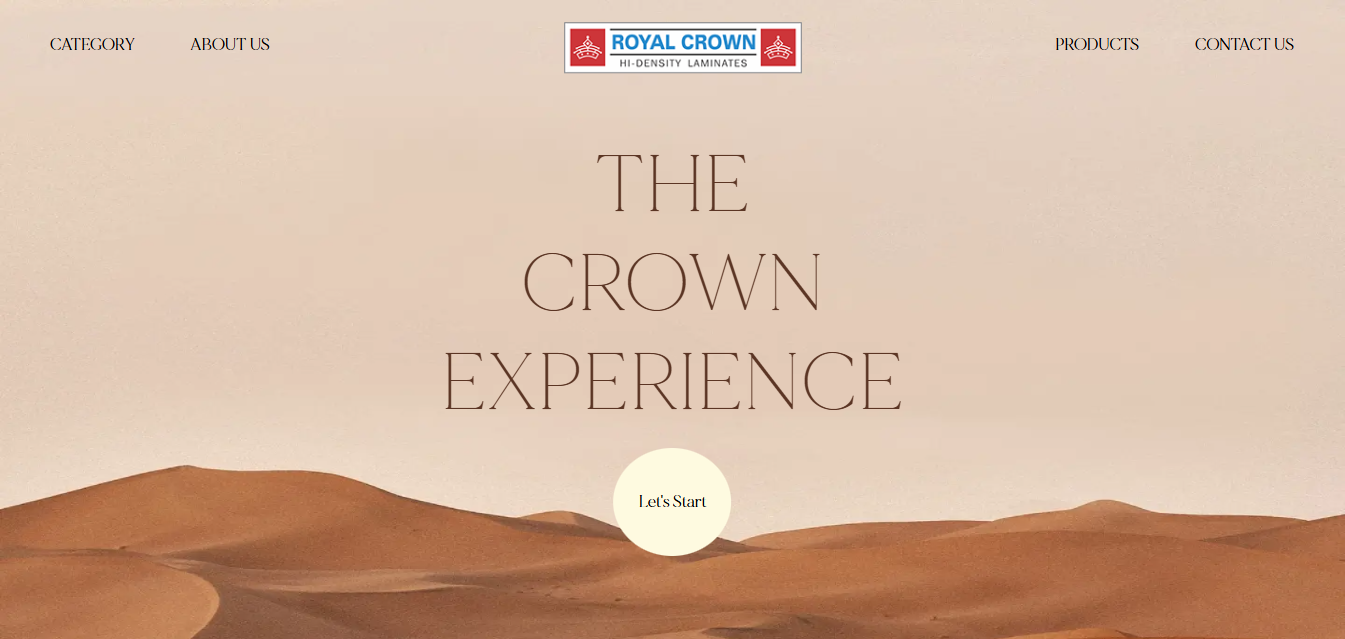 CATEGORY
ABOUT US
ROYAL CROWN
HI-DENSITY LAMINATES
PRODUCTS
CONTACT US
THE
CROWN
EXPERIENCE
Let's Start